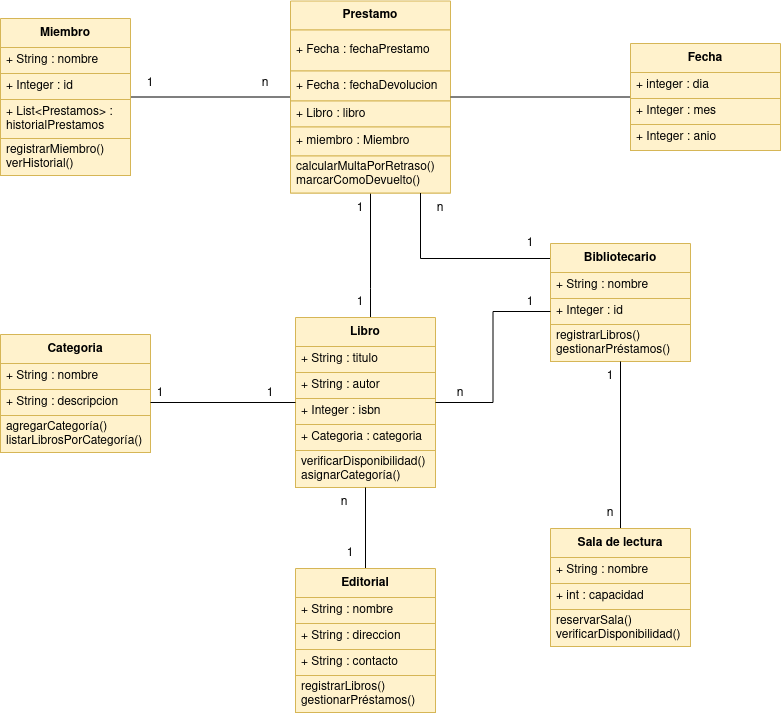 Prestamo
+ Fecha : fechaPrestamo
+ Fecha : fechaDevolucion
+ Libro : libro
+ miembro : Miembro
calcularMultaPorRetraso()
marcarComoDevuelto()
Miembro
+ String : nombre
+ Integer : id
+ List<Prestamos> :
historialPrestamos
registrarMiembro()
verHistorial()
1
n
Fecha
+ integer : dia
+ Integer : mes
+ Integer : anio
1
n
1
1
1
Bibliotecario
+ String : nombre
+ Integer : id
registrarLibros()
gestionarPréstamos()
Libro
+ String : titulo
+ String : autor
+ Integer : isbn
+ Categoria : categoria
verificarDisponibilidad()
asignarCategoría()
Categoria
+ String : nombre
+ String : descripcion
agregarCategoría()
listarLibrosPorCategoría()
1
1
n
1
n
n
1
Sala de lectura
+ String : nombre
+ int : capacidad
reservarSala()
verificarDisponibilidad()
Editorial
+ String : nombre
+ String : direccion
+ String : contacto
registrarLibros()
gestionarPréstamos()